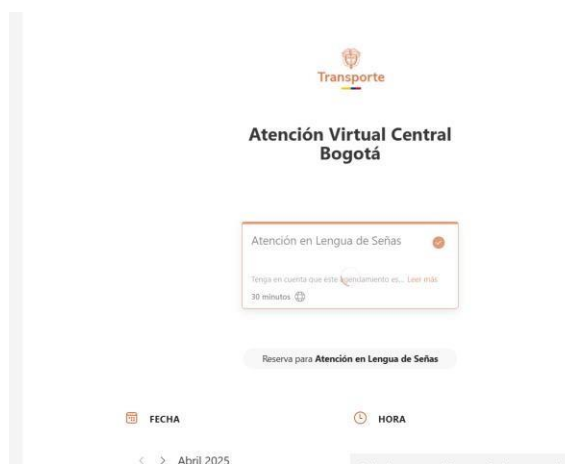 Transporte
Atención Virtual Central
Bogotá
Atención en Lengua de Señas
Tenga en cuenta que este agendamiento es... Leer más
30 minutos
Reserva para Atención en Lengua de Señas
FECHA
HORA
< > Abril 2025